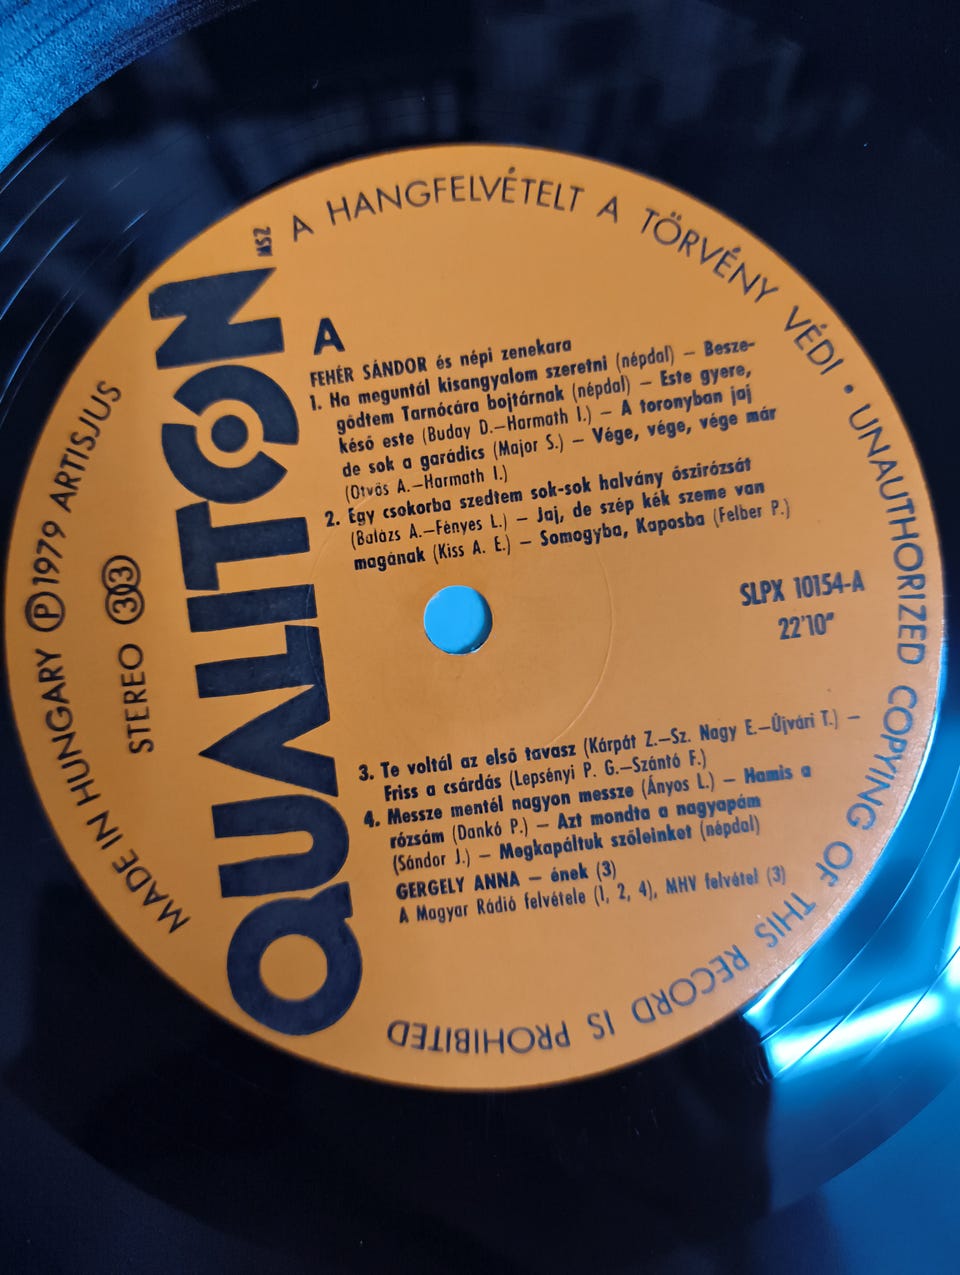 A HANGFELVÉTELT A TÖRVÉNY VÉDI • UNAUTHORIZED COPYING OF THIS RECORD IS PROHIBITED
MADE IN HUNGARY Ⓟ 1979 ARTISJUS
STEREO 33
QUALITON
MSZ
A
FEHÉR SÁNDOR és népi zenekara
1. Ha meguntál kisangyalom szeretni (népdal) – Besze-
gődtem Tarnócára bojtárnak (népdal) – Este gyere,
késő este (Buday D.–Harmath I.) – A toronyban jaj
de sok a garádics (Major S.) – Vége, vége, vége már
(Ötvös A.–Harmath I.)
2. Egy csokorba szedtem sok-sok halvány őszirózsát
(Balázs A.–Fényes L.) – Jaj, de szép kék szeme van
magának (Kiss A. E.) – Somogyba, Kaposba (Felber P.)
SLPX 10154-A
22'10"
3. Te voltál az első tavasz (Kárpát Z.–Sz. Nagy E.–Újvári T.) –
Friss a csárdás (Lepsényi P. G.–Szántó F.)
4. Messze mentél nagyon messze (Ányos L.) – Hamis a
rózsám (Dankó P.) – Azt mondta a nagyapám
(Sándor J.) – Megkapáltuk szőleinket (népdal)
GERGELY ANNA – ének (3)
A Magyar Rádió felvétele (1, 2, 4), MHV felvétel (3)